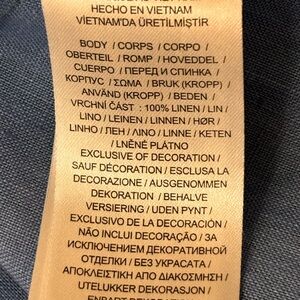 HECHO EN VIETNAM
VIETNAM'DA ÜRETİLMİŞTİR
BODY / CORPS / CORPO /
OBERTEIL / ROMP / HOVEDDEL /
CUERPO / ПЕРЕД И СПИНКА /
КОРПУС / ΣΩΜΑ / BRUK (KROPP) /
ANVÄND (KROPP) / BEDEN /
VRCHNÍ ČÁST : 100% LINEN / LIN /
LINO / LEINEN / LINNEN / HØR /
LINHO / ЛЕН / ΛΙΝΟ / LINNE / KETEN
/ LNĚNÉ PLÁTNO
EXCLUSIVE OF DECORATION /
SAUF DÉCORATION / ESCLUSA LA
DECORAZIONE / AUSGENOMMEN
DEKORATION / BEHALVE
VERSIERING / UDEN PYNT /
EXCLUSIVO DE LA DECORACIÓN /
NÃO INCLUI DECORAÇÃO / ЗА
ИСКЛЮЧЕНИЕМ ДЕКОРАТИВНОЙ
ОТДЕЛКИ / БЕЗ УКРАСАТА /
ΑΠΟΚΛΕΙΣΤΙΚΗ ΑΠΟ ΔΙΑΚΟΣΜΗΣΗ /
UTELUKKER DEKORASJON /